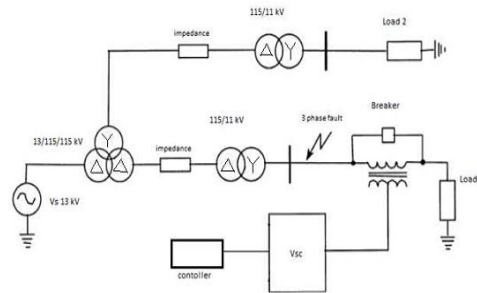 115/11 kV
Load 2
impedance
115/11 kV
Breaker
3 phase fault
13/115/115 kV
impedance
Y
Δ Y
Δ Δ
Δ Y
Load
Vs 13 kV
Vsc
contoller